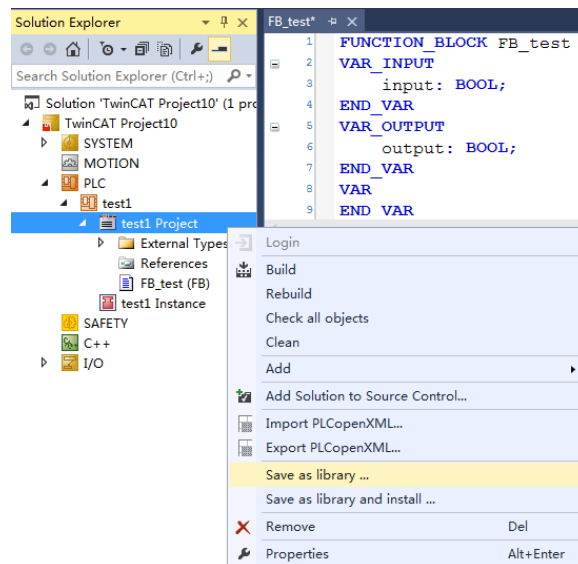 Solution Explorer
Search Solution Explorer (Ctrl+;)
Solution 'TwinCAT Project10' (1 pro
TwinCAT Project10
SYSTEM
MOTION
PLC
test1
test1 Project
External Types
References
FB_test (FB)
test1 Instance
SAFETY
C++
I/O
FB_test*
1 FUNCTION_BLOCK FB_test
2 VAR_INPUT
3 input: BOOL;
4 END_VAR
5 VAR_OUTPUT
6 output: BOOL;
7 END_VAR
8 VAR
9 END_VAR
Login
Build
Rebuild
Check all objects
Clean
Add
Add Solution to Source Control...
Import PLCopenXML...
Export PLCopenXML...
Save as library ...
Save as library and install ...
Remove Del
Properties Alt+Enter